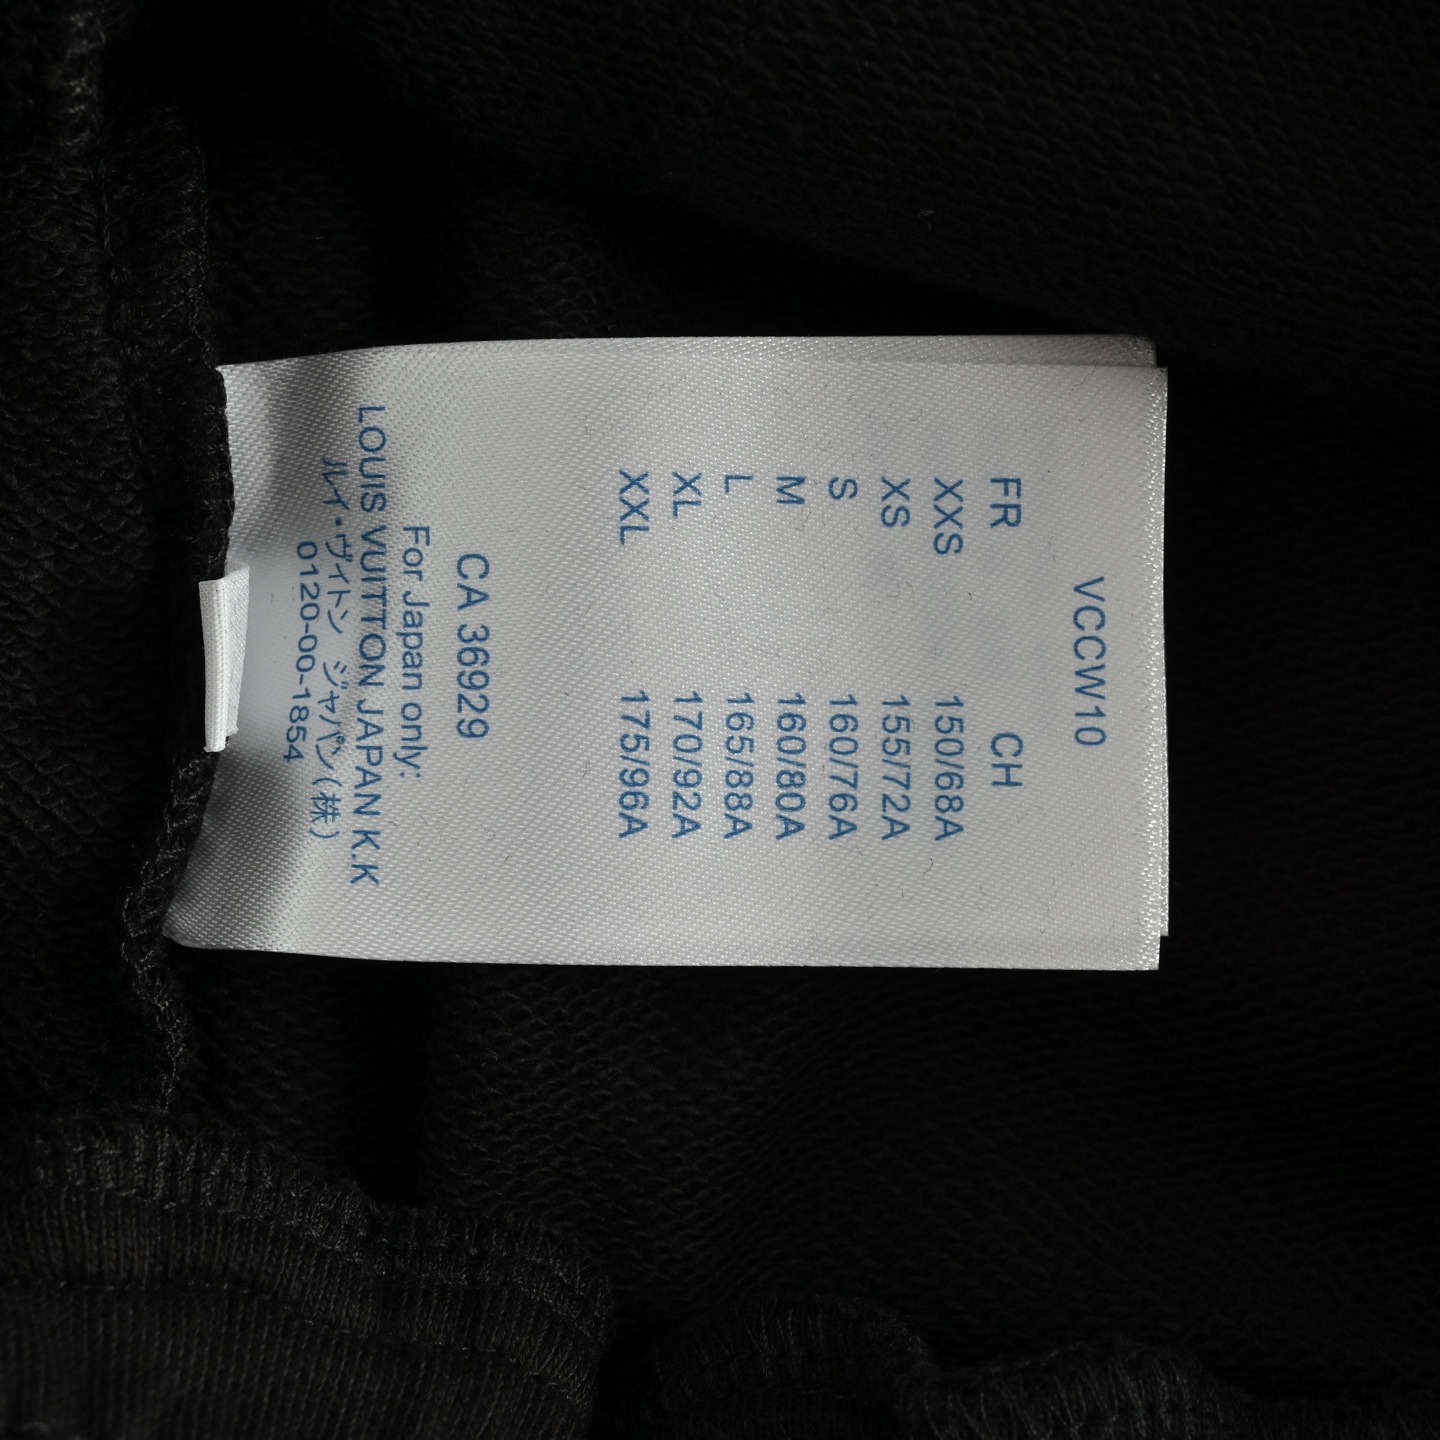 VCCW10
FR CH
XXS 150/68A
XS 155/72A
S 160/76A
M 160/80A
L 165/88A
XL 170/92A
XXL 175/96A
CA 36929
For Japan only:
LOUIS VUITTON JAPAN K.K
ルイ・ヴィトン ジャパン(株)
0120-00-1854